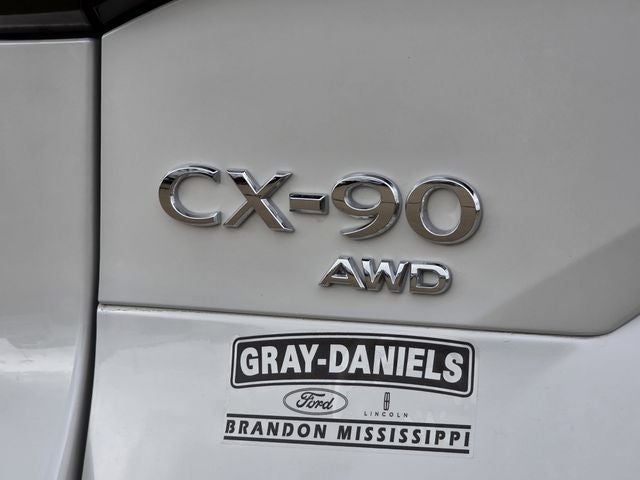 CX-90
AWD
GRAY-DANIELS
Ford
LINCOLN
BRANDON MISSISSIPPI